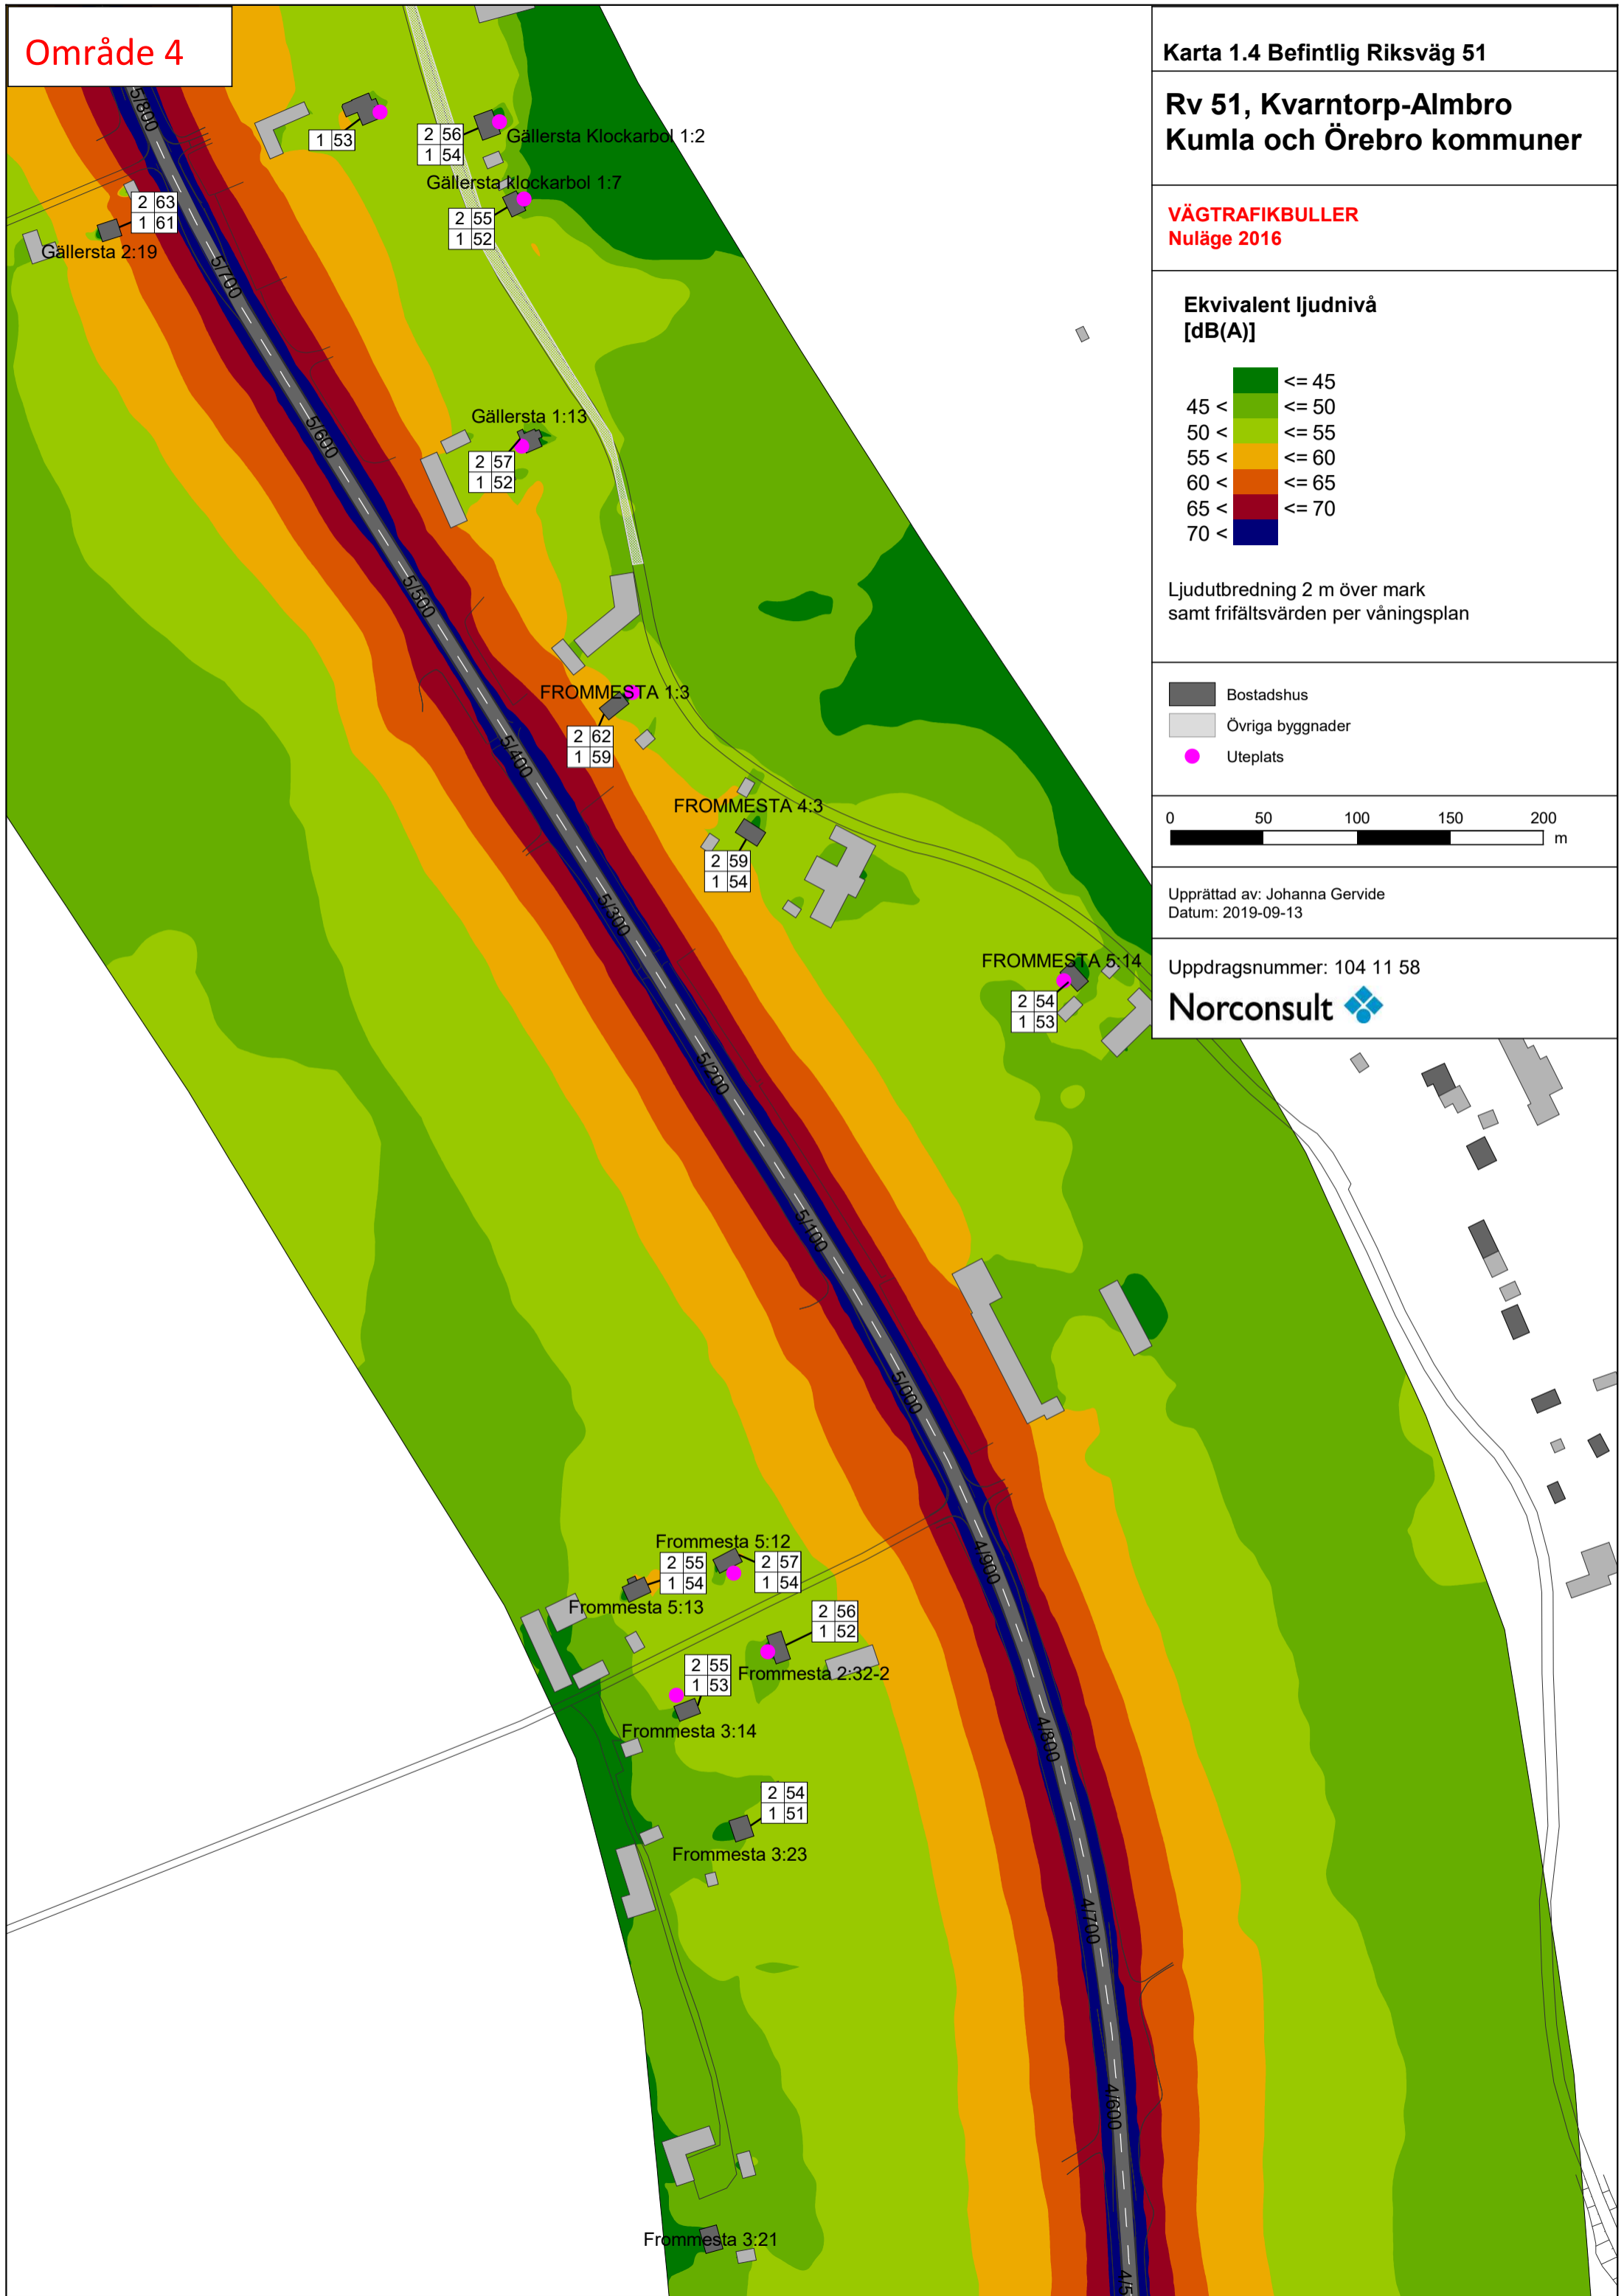 Område 4
Karta 1.4 Befintlig Riksväg 51
Rv 51, Kvarntorp-Almbro
Kumla och Örebro kommuner
VÄGTRAFIKBULLER
Nuläge 2016
Ekvivalent ljudnivå
[dB(A)]
<= 45
45 < <= 50
50 < <= 55
55 < <= 60
60 < <= 65
65 < <= 70
70 <
Ljudutbredning 2 m över mark
samt frifältsvärden per våningsplan
Bostadshus
Övriga byggnader
Uteplats
0 50 100 150 200
m
Upprättad av: Johanna Gervide
Datum: 2019-09-13
Uppdragsnummer: 104 11 58
Norconsult
5/800
1 53
2 56
1 54
Gällersta Klockarbol 1:2
Gällersta klockarbol 1:7
2 55
1 52
2 63
1 61
Gällersta 2:19
5/700
Gällersta 1:13
2 57
1 52
5/600
5/500
FROMMESTA 1:3
2 62
1 59
5/400
FROMMESTA 4:3
2 59
1 54
5/300
FROMMESTA 5:14
2 54
1 53
5/200
5/100
5/000
4/900
Frommesta 5:12
2 55
1 54
2 57
1 54
Frommesta 5:13
2 56
1 52
Frommesta 2:32-2
2 55
1 53
Frommesta 3:14
4/800
2 54
1 51
Frommesta 3:23
4/700
4/600
Frommesta 3:21
4/5